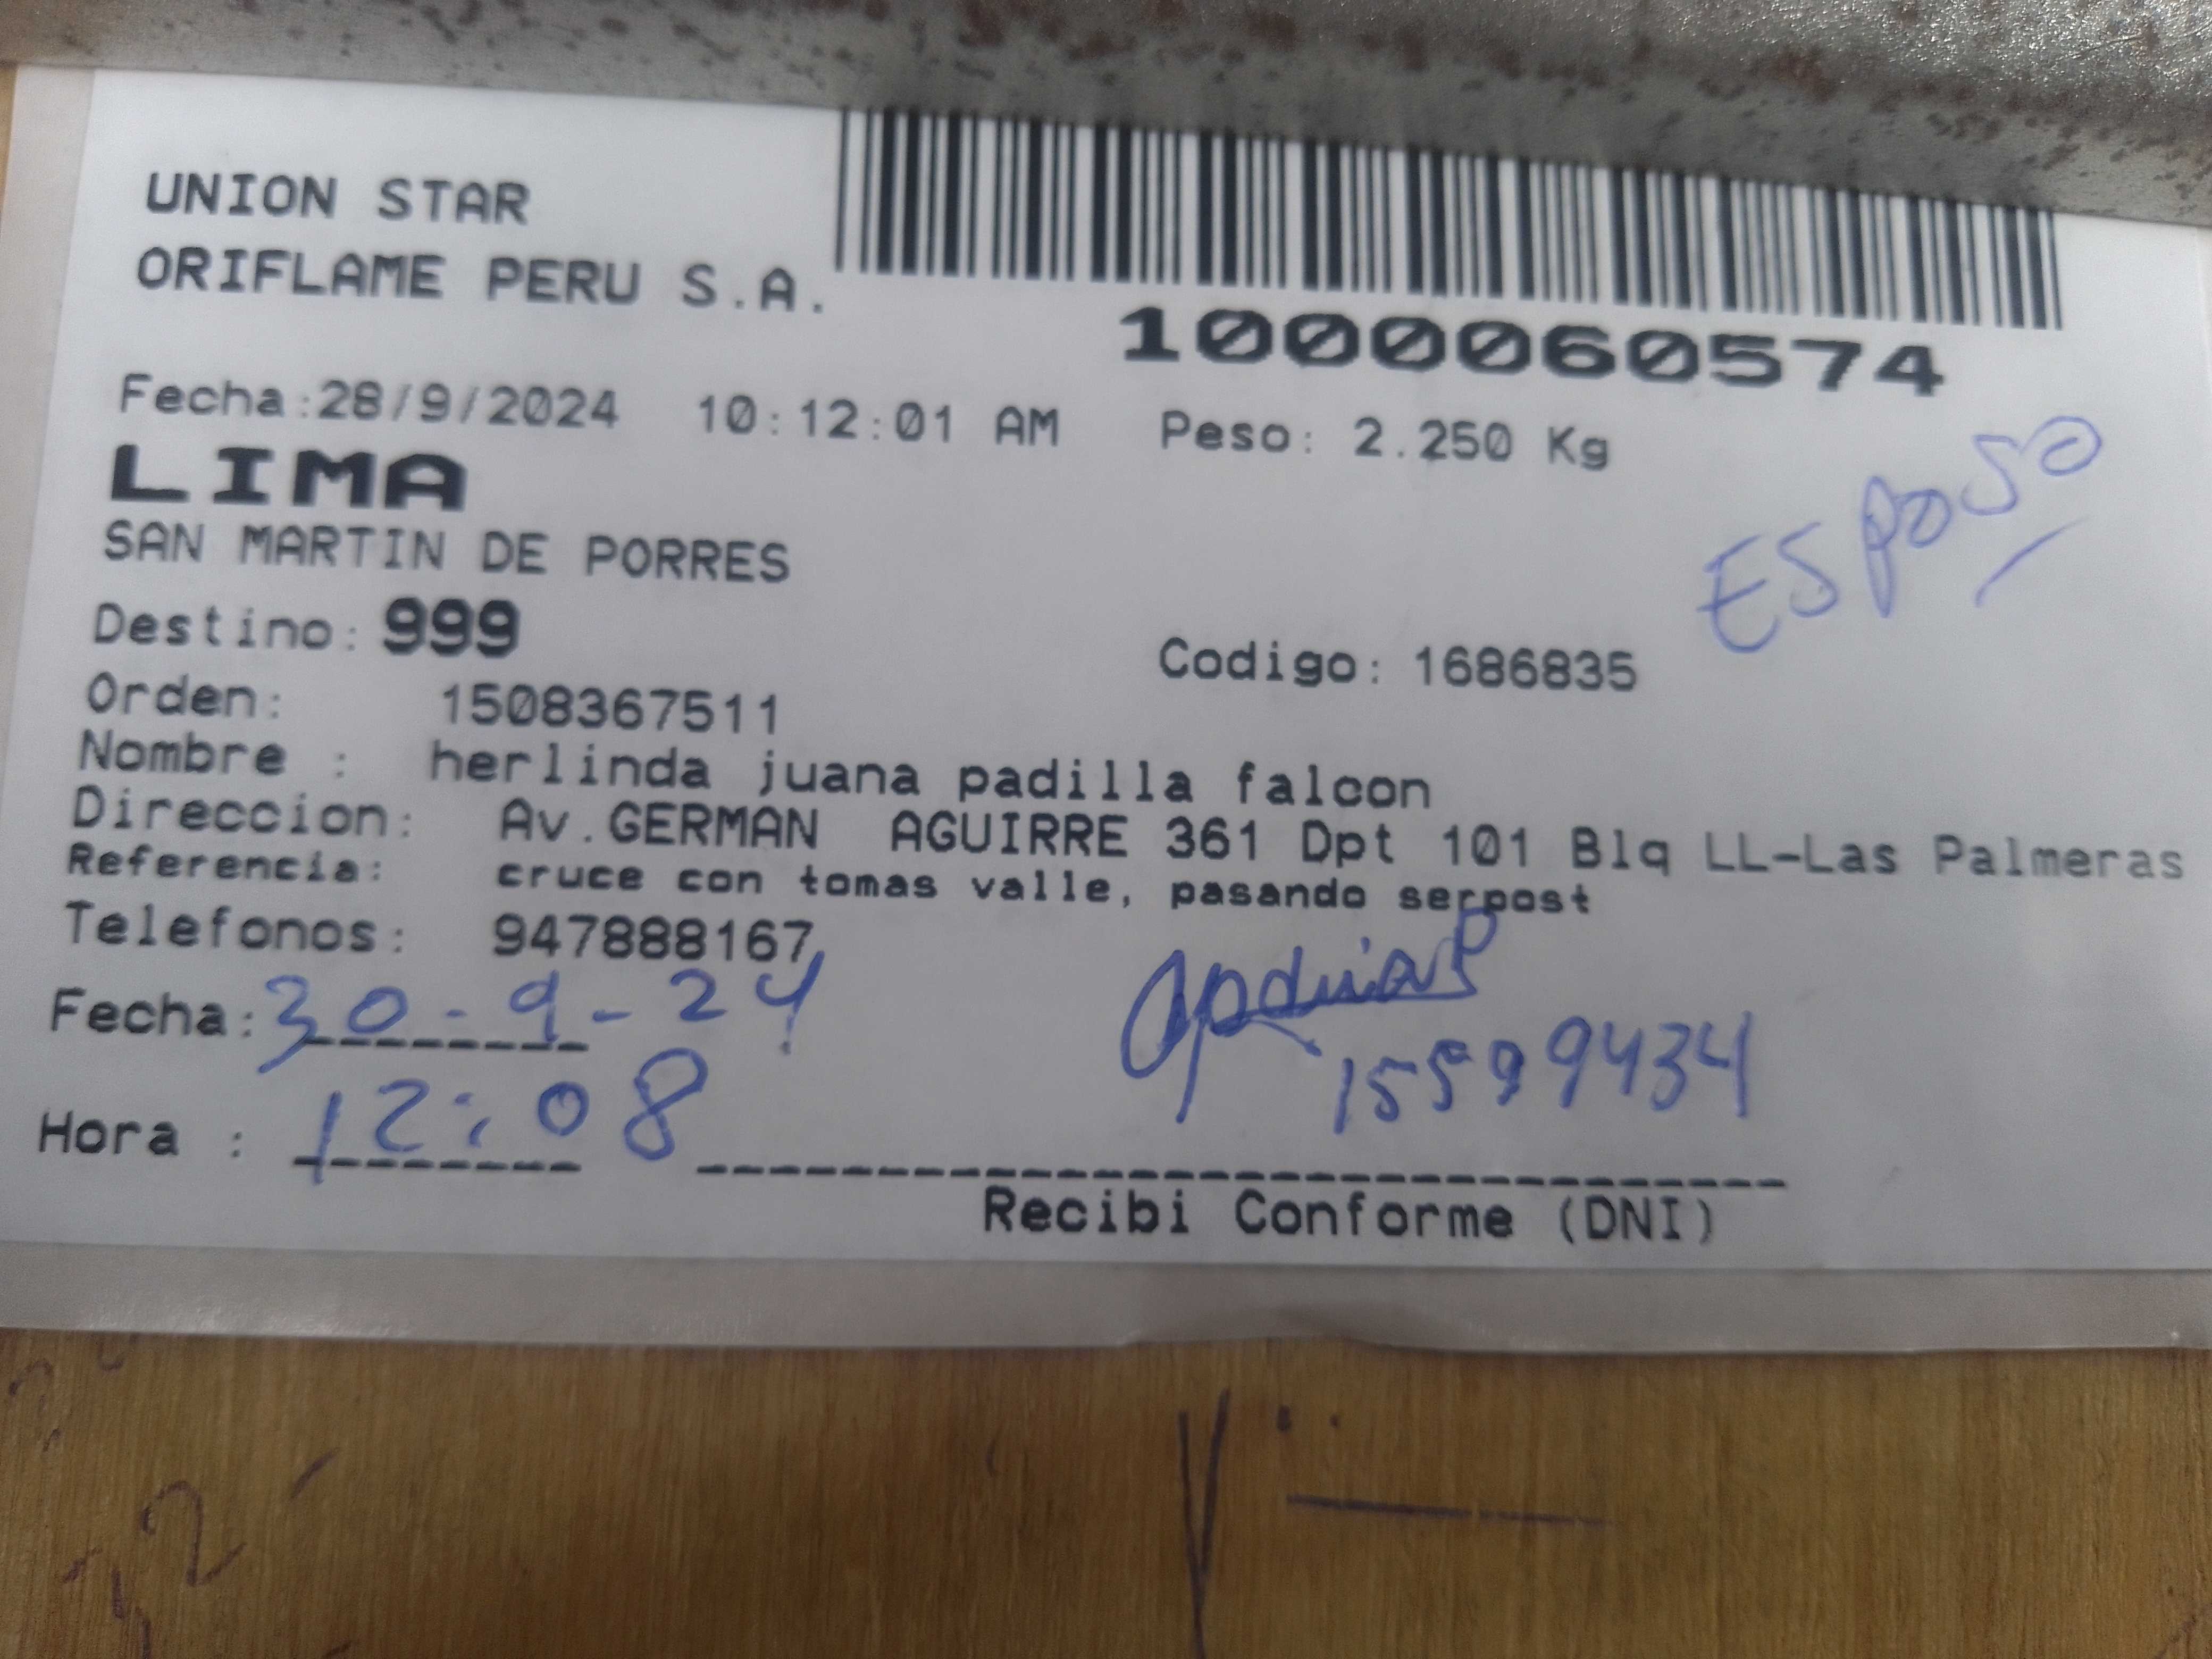 UNION STAR
ORIFLAME PERU S.A.
1000060574
Fecha:28/9/2024 10:12:01 AM Peso: 2.250 Kg
LIMA
Esposo
SAN MARTIN DE PORRES
Destino: 999
Codigo: 1686835
Orden: 1508367511
Nombre : herlinda juana padilla falcon
Direccion: Av.GERMAN AGUIRRE 361 Dpt 101 Blq LL-Las Palmeras
Referencia: cruce con tomas valle, pasando serpost
Telefonos: 947888167
Fecha: 30-9-24
15599434
Hora : 12:08
Recibi Conforme (DNI)